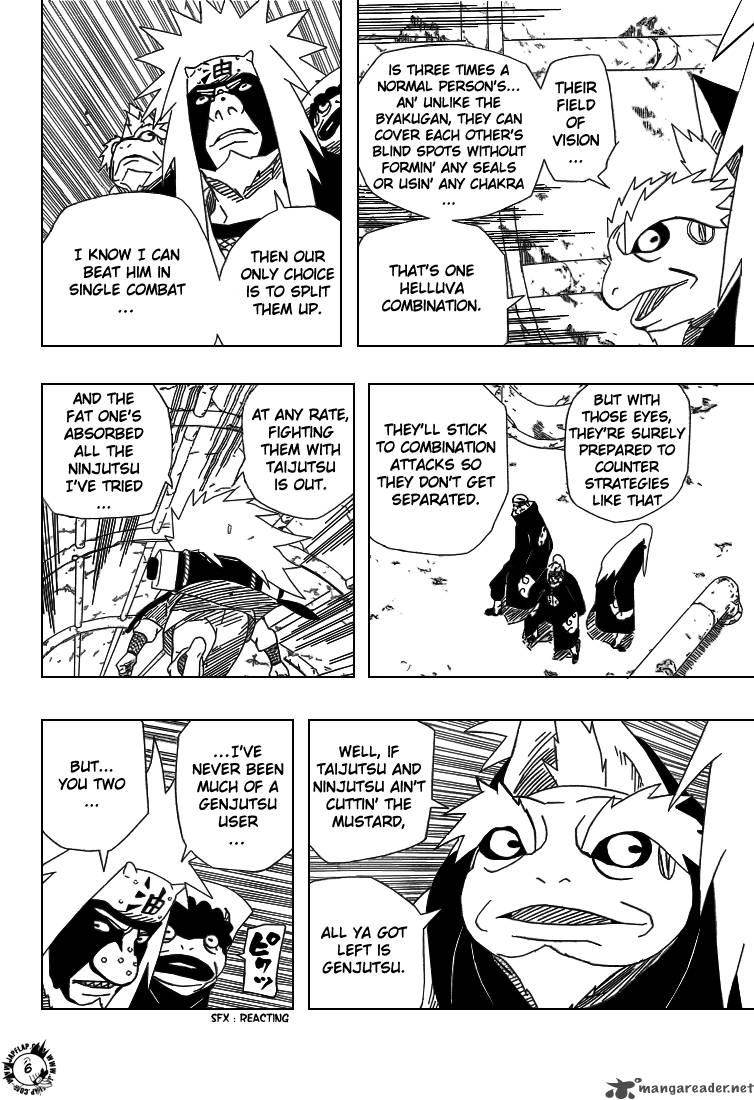 THEIR
FIELD
OF
VISION
...
IS THREE TIMES A
NORMAL PERSON'S...
AN' UNLIKE THE
BYAKUGAN, THEY CAN
COVER EACH OTHER'S
BLIND SPOTS WITHOUT
FORMIN' ANY SEALS
OR USIN' ANY CHAKRA
...
THAT'S ONE
HELLUVA
COMBINATION.
油
THEN OUR
ONLY CHOICE
IS TO SPLIT
THEM UP.
I KNOW I CAN
BEAT HIM IN
SINGLE COMBAT
...
BUT WITH
THOSE EYES,
THEY'RE SURELY
PREPARED TO
COUNTER
STRATEGIES
LIKE THAT
THEY'LL STICK
TO COMBINATION
ATTACKS SO
THEY DON'T GET
SEPARATED.
AT ANY RATE,
FIGHTING
THEM WITH
TAIJUTSU
IS OUT.
AND THE
FAT ONE'S
ABSORBED
ALL THE
NINJUTSU
I'VE TRIED
...
WELL, IF
TAIJUTSU AND
NINJUTSU AIN'T
CUTTIN' THE
MUSTARD,
ALL YA GOT
LEFT IS
GENJUTSU.
...I'VE
NEVER BEEN
MUCH OF A
GENJUTSU
USER
...
BUT...
YOU TWO
...
油
ピクッ
SFX : REACTING
6
mangareader.net